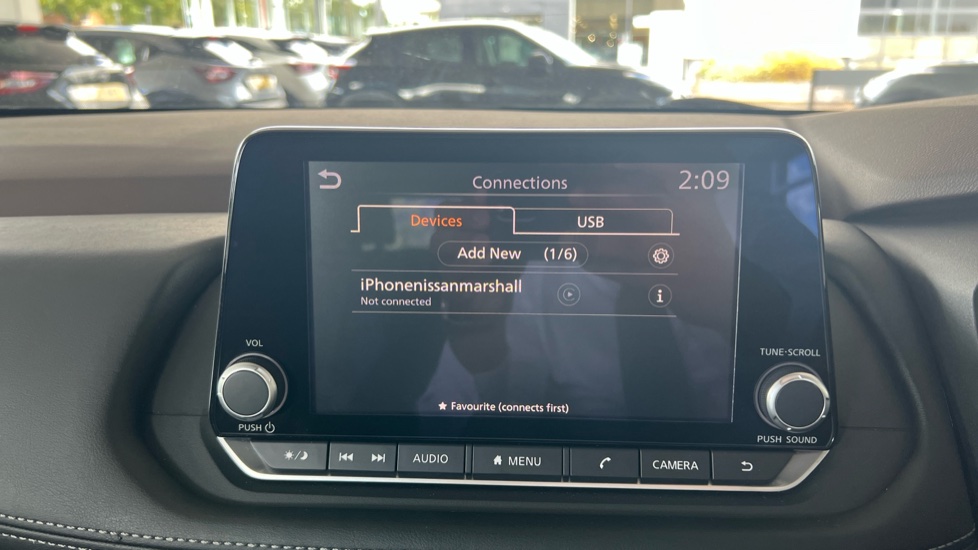 Connections
2:09
Devices
USB
Add New (1/6)
iPhonenissanmarshall
Not connected
i
★ Favourite (connects first)
VOL
PUSH
TUNE·SCROLL
PUSH SOUND
AUDIO
MENU
CAMERA